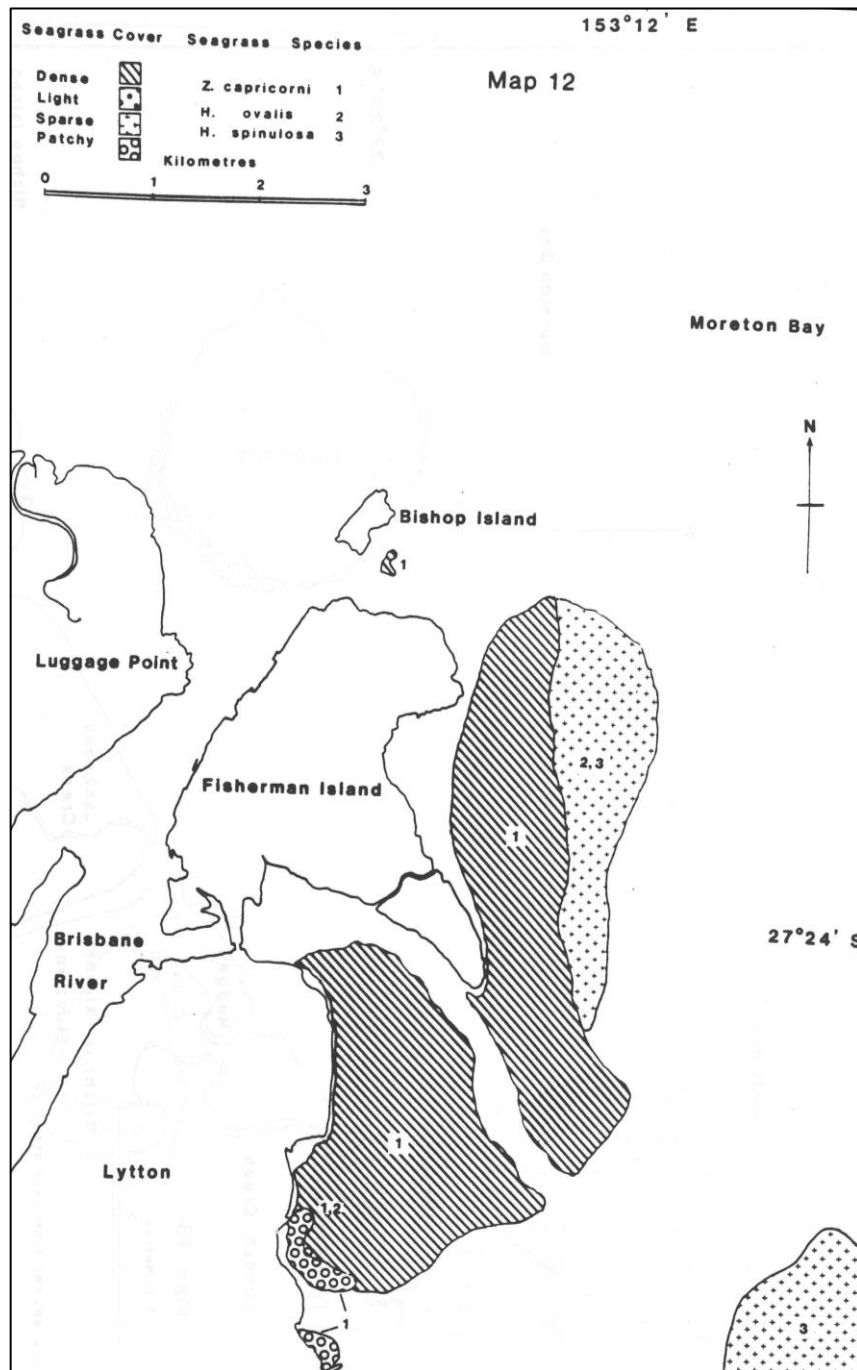 153°12' E
Seagrass Cover Seagrass Species
Map 12
Dense
Light
Sparse
Patchy
Z. capricorni 1
H. ovalis 2
H. spinulosa 3
Kilometres
0 1 2 3
Moreton Bay
N
Bishop Island
1
Luggage Point
2,3
Fisherman Island
1
Brisbane
River
27°24' S
1
Lytton
1,2
1
3